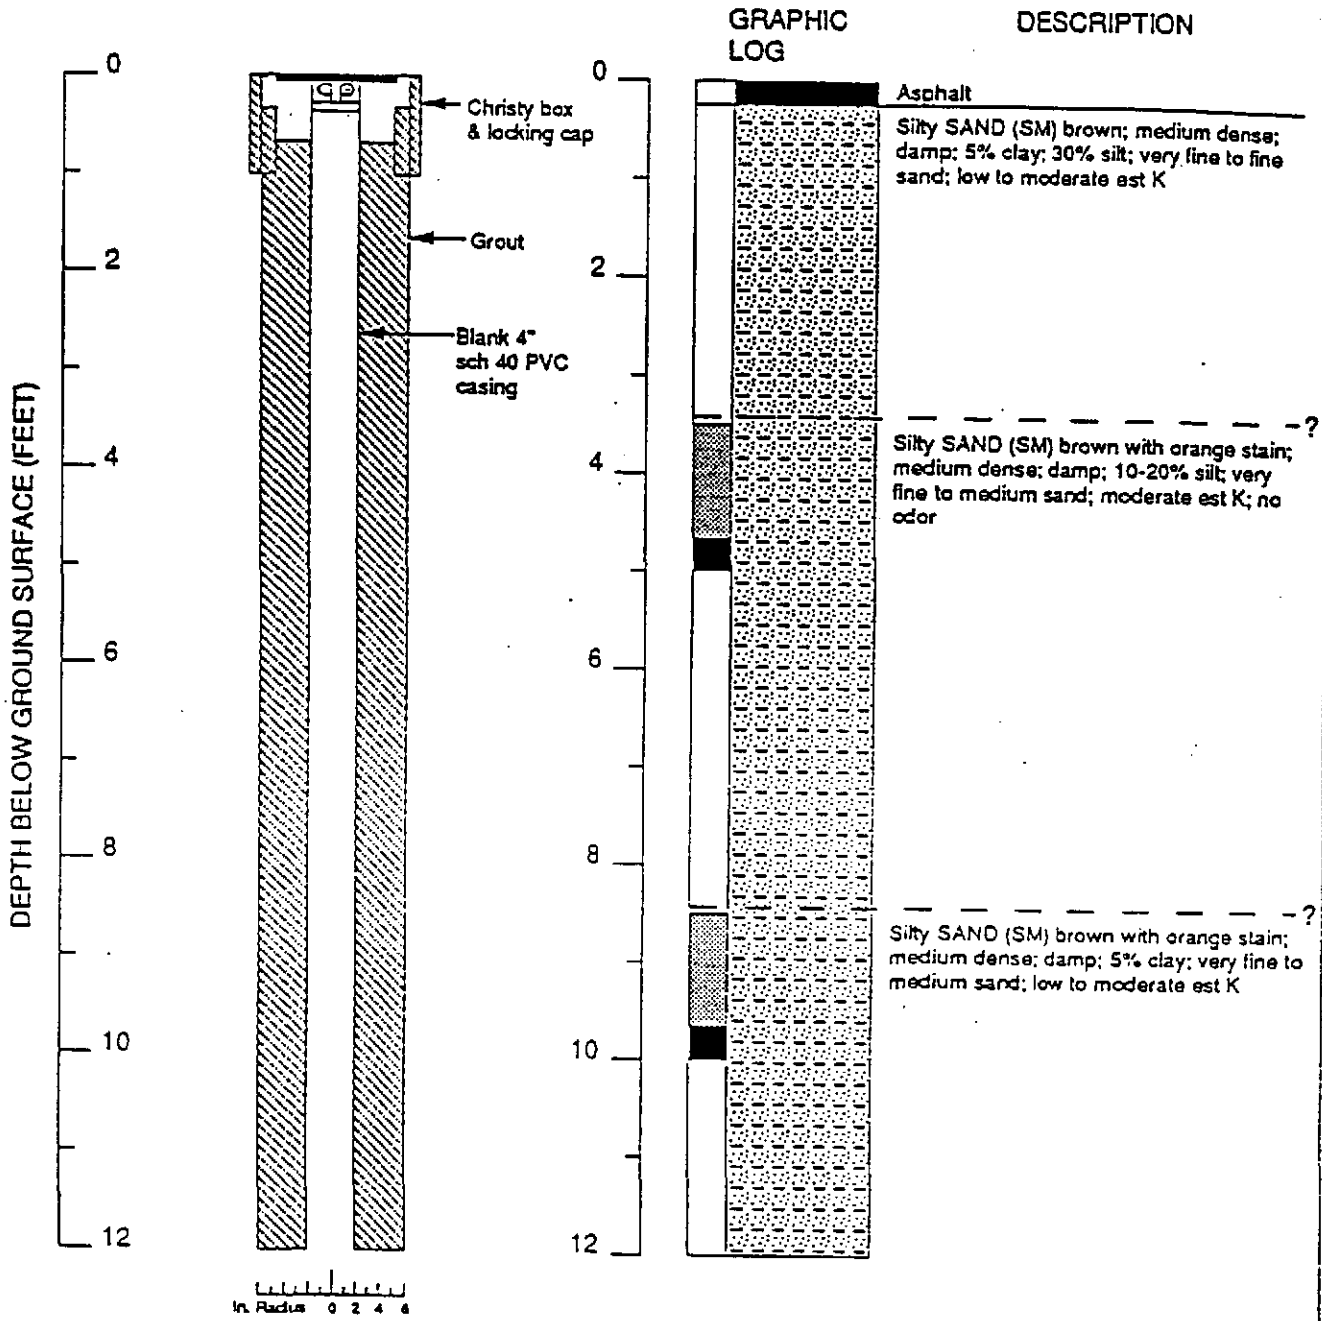 GRAPHIC
LOG
DESCRIPTION
DEPTH BELOW GROUND SURFACE (FEET)
0
2
4
6
8
10
12
Christy box
& locking cap
Grout
Blank 4"
sch 40 PVC
casing
In. Radius 0 2 4 6
0
2
4
6
8
10
12
Asphalt
Silty SAND (SM) brown; medium dense;
damp; 5% clay; 30% silt; very fine to fine
sand; low to moderate est K
?
Silty SAND (SM) brown with orange stain;
medium dense; damp; 10-20% silt; very
fine to medium sand; moderate est K; no
odor
?
Silty SAND (SM) brown with orange stain;
medium dense; damp; 5% clay; very fine to
medium sand; low to moderate est K